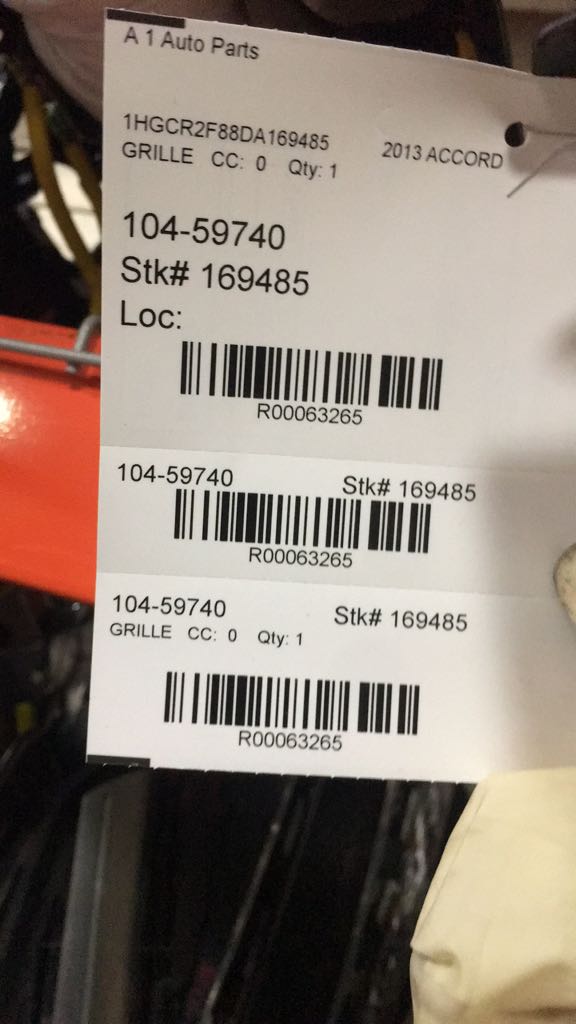 A 1 Auto Parts
1HGCR2F88DA169485 2013 ACCORD
GRILLE CC: 0 Qty: 1
104-59740
Stk# 169485
Loc:
R00063265
104-59740 Stk# 169485
R00063265
104-59740 Stk# 169485
GRILLE CC: 0 Qty: 1
R00063265